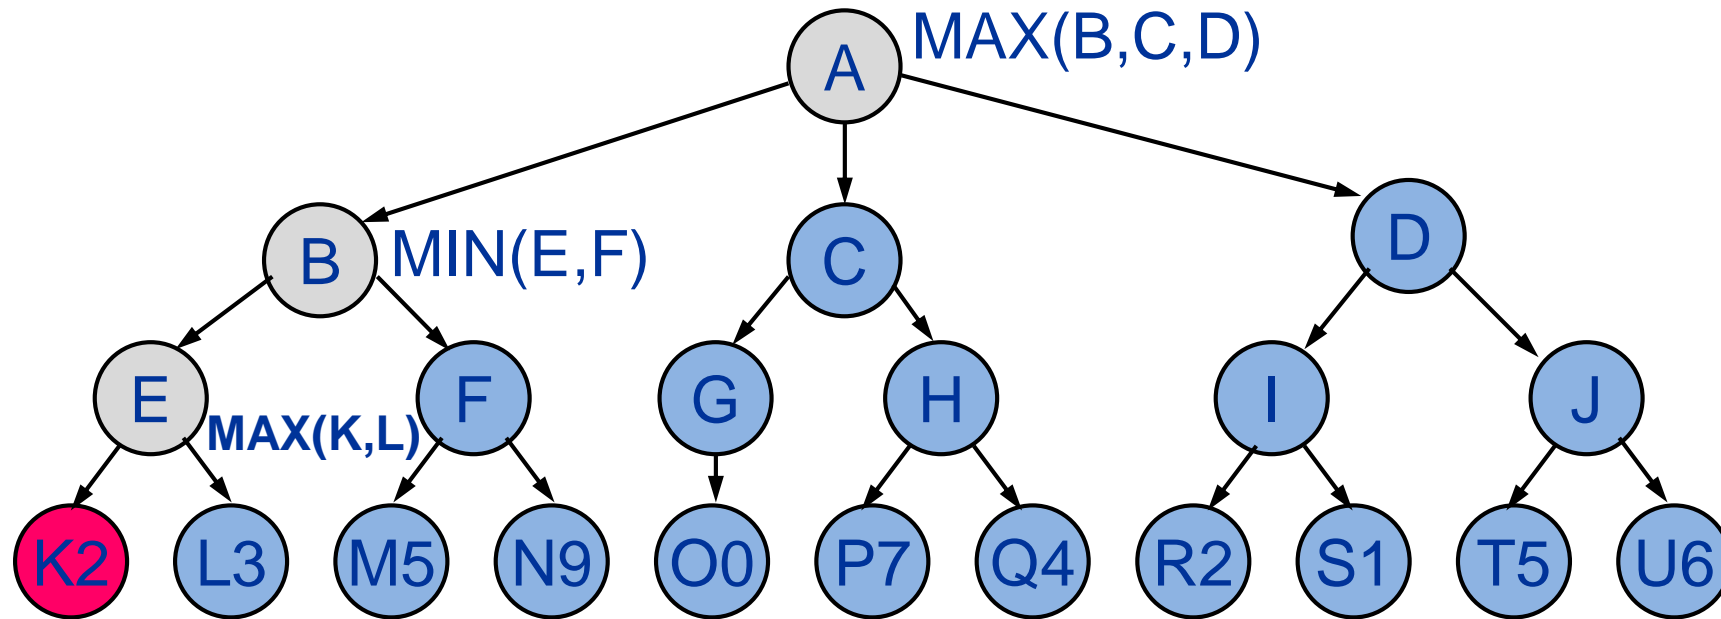 A
MAX(B,C,D)
B
MIN(E,F)
C
D
E
MAX(K,L)
F
G
H
I
J
K2
L3
M5
N9
O0
P7
Q4
R2
S1
T5
U6